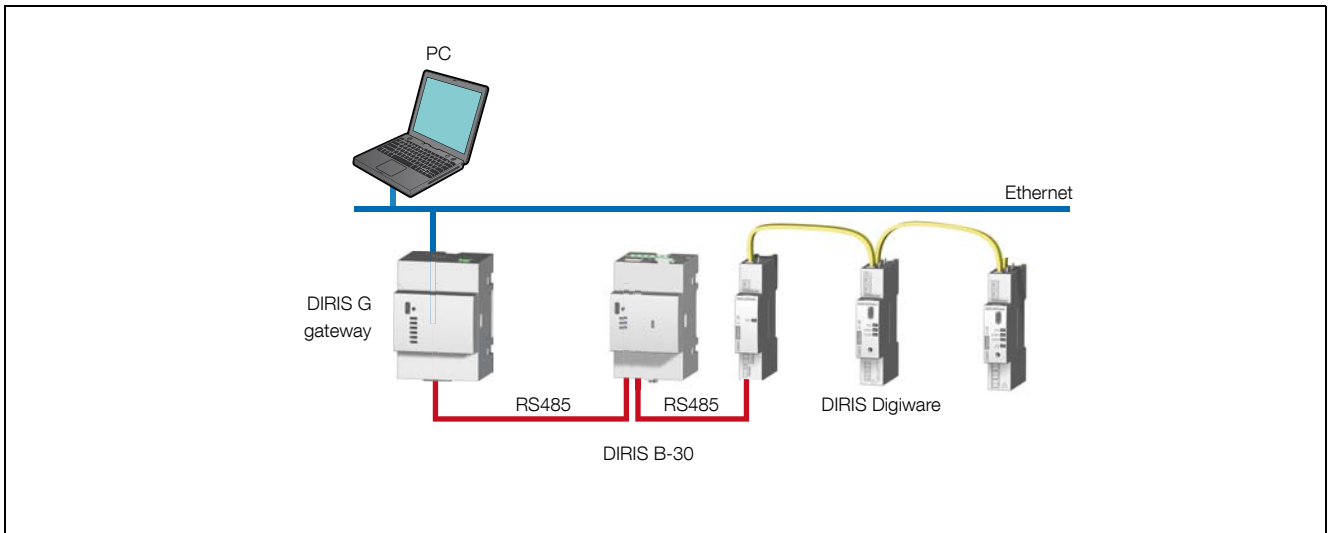 PC
Ethernet
DIRIS G
gateway
RS485
RS485
DIRIS Digiware
DIRIS B-30